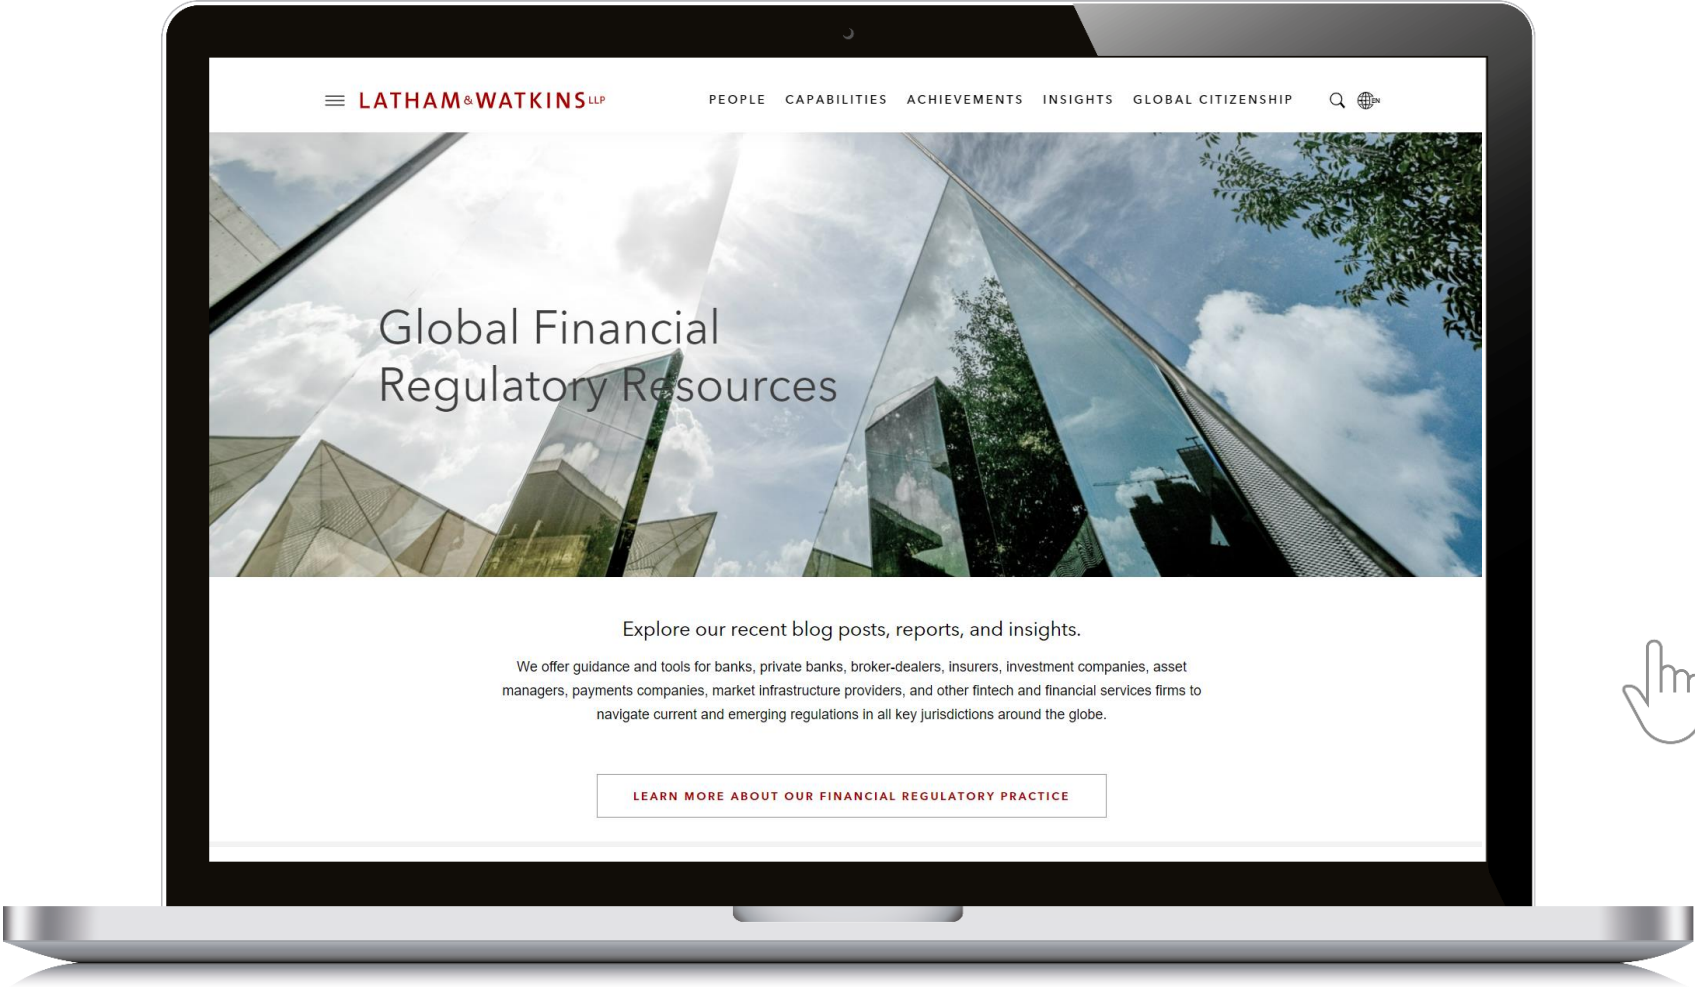 LATHAM&WATKINS LLP PEOPLE CAPABILITIES ACHIEVEMENTS INSIGHTS GLOBAL CITIZENSHIP EN
Global Financial
Regulatory Resources
Explore our recent blog posts, reports, and insights.
We offer guidance and tools for banks, private banks, broker-dealers, insurers, investment companies, asset
managers, payments companies, market infrastructure providers, and other fintech and financial services firms to
navigate current and emerging regulations in all key jurisdictions around the globe.
LEARN MORE ABOUT OUR FINANCIAL REGULATORY PRACTICE